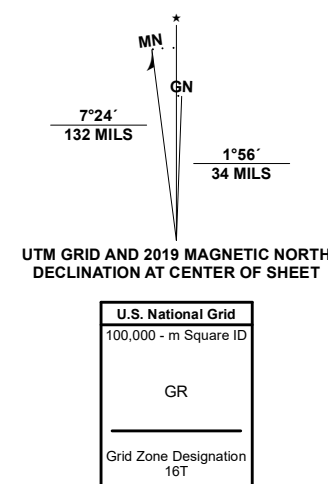 ★
MN
GN
7°24´
132 MILS
1°56´
34 MILS
UTM GRID AND 2019 MAGNETIC NORTH
DECLINATION AT CENTER OF SHEET
U.S. National Grid
100,000 - m Square ID
GR
Grid Zone Designation
16T